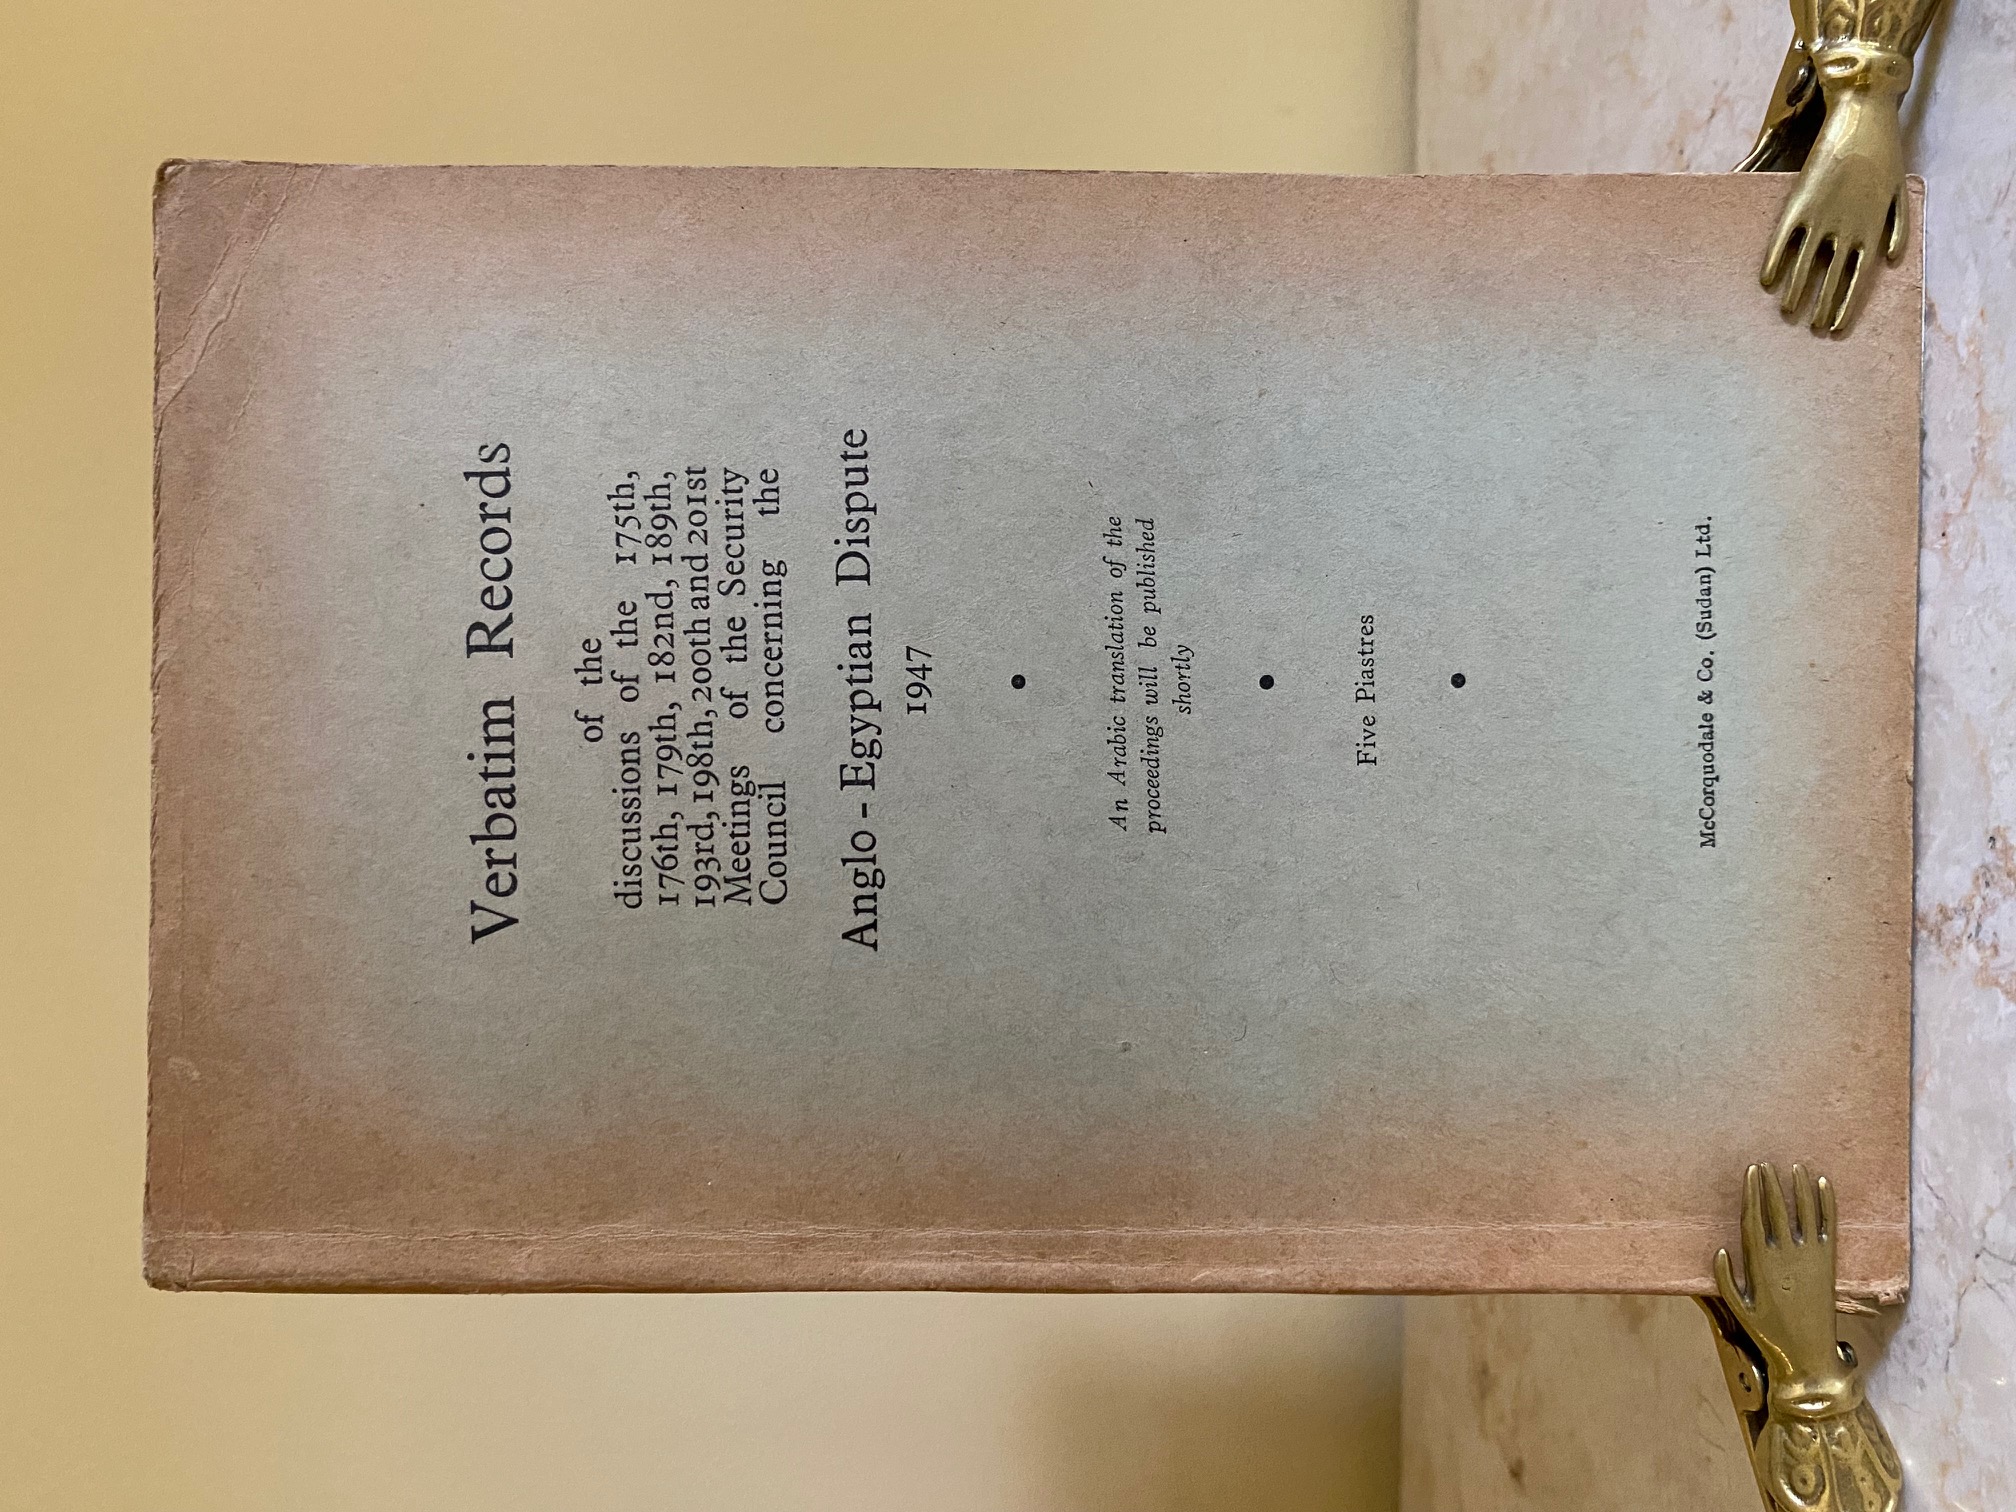 Verbatim Records
of the
discussions of the 175th,
176th, 179th, 182nd, 189th,
193rd, 198th, 200th and 201st
Meetings of the Security
Council concerning the
Anglo - Egyptian Dispute
1947
An Arabic translation of the
proceedings will be published
shortly
Five Piastres
McCorquodale & Co. (Sudan) Ltd.